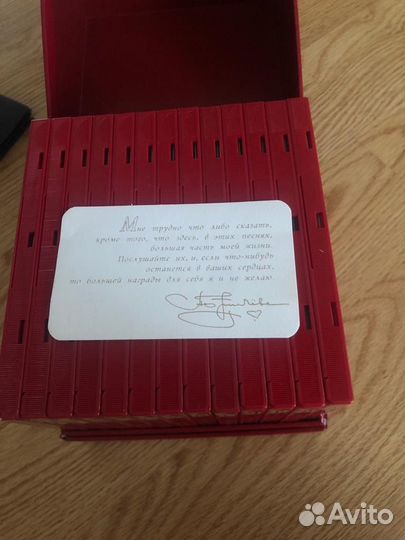 Мне трудно что либо сказать,
кроме того, что здесь, в этих песнях,
большая часть моей жизни.
Послушайте их, и, если что-нибудь
останется в ваших сердцах,
то большей награды для себя я и не желаю.
Avito